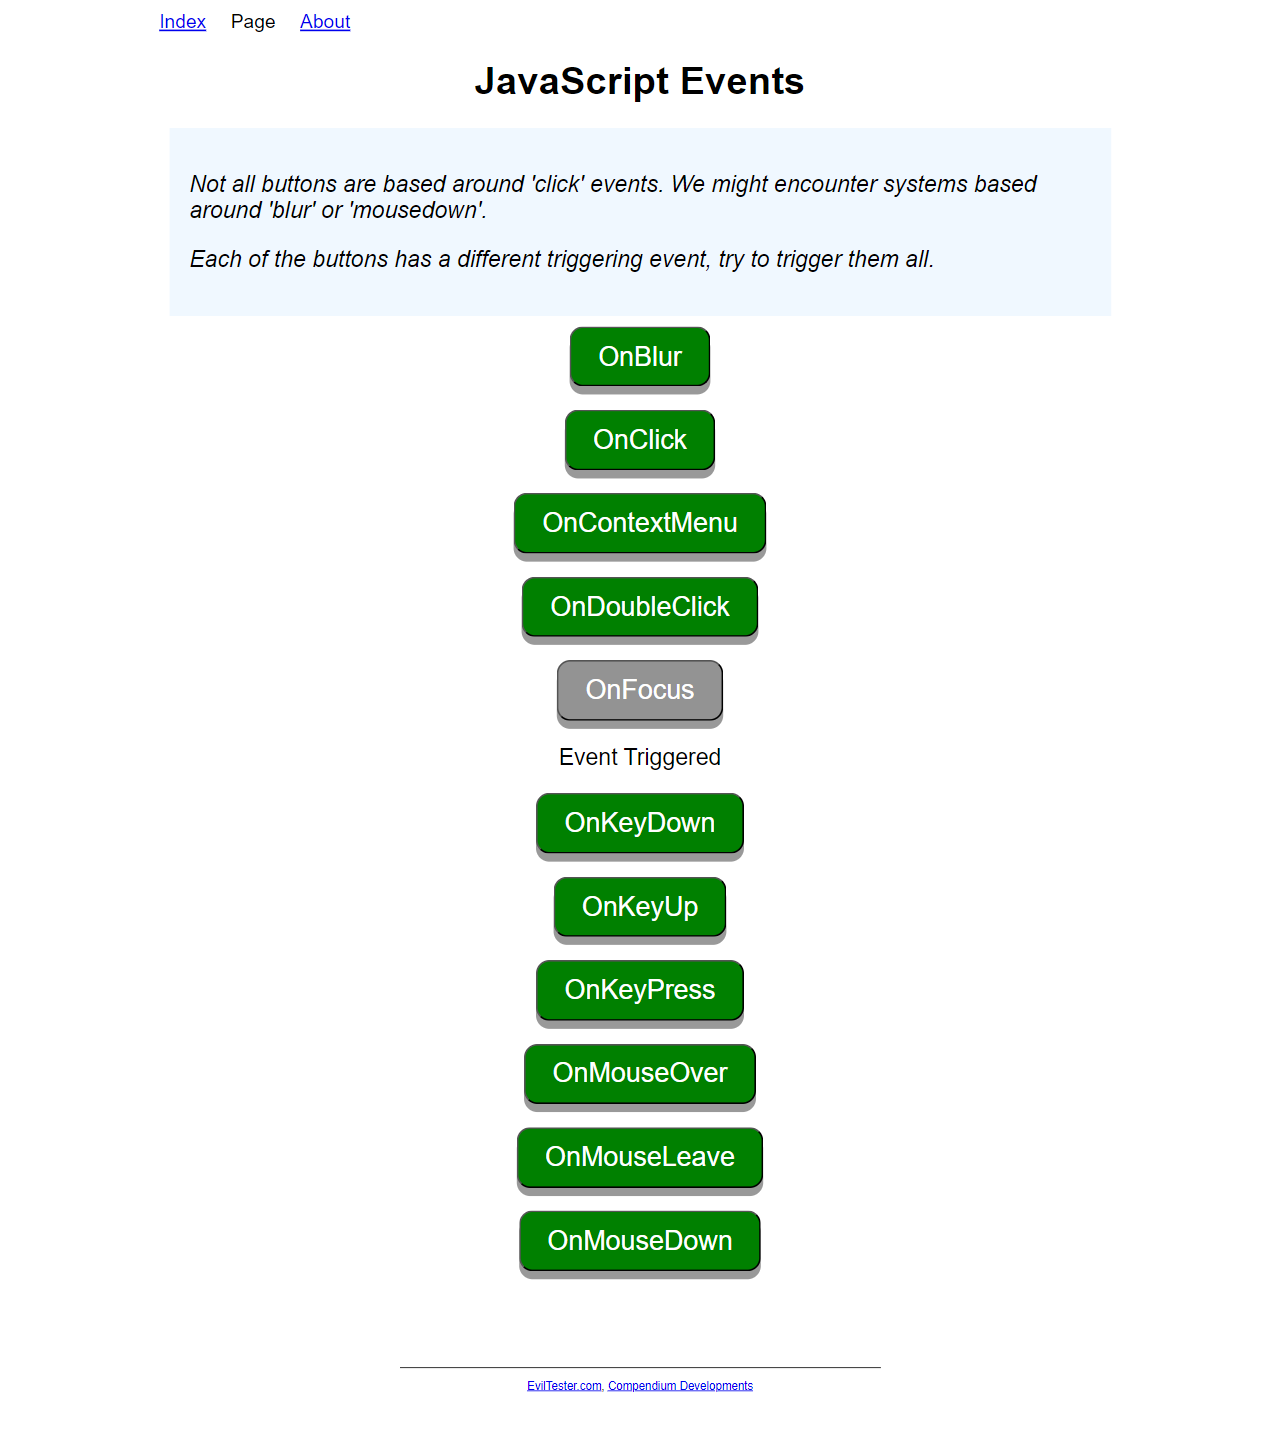 Index Page About
JavaScript Events
Not all buttons are based around 'click' events. We might encounter systems based
around 'blur' or 'mousedown'.
Each of the buttons has a different triggering event, try to trigger them all.
OnBlur
OnClick
OnContextMenu
OnDoubleClick
OnFocus
Event Triggered
OnKeyDown
OnKeyUp
OnKeyPress
OnMouseOver
OnMouseLeave
OnMouseDown
EvilTester.com, Compendium Developments